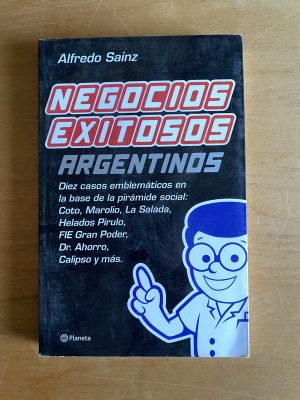 Alfredo Sainz
NEGOCIOS
EXITOSOS
ARGENTINOS
Diez casos emblemáticos en
la base de la pirámide social:
Coto, Marolio, La Salada,
Helados Pirulo,
FIE Gran Poder,
Dr. Ahorro,
Calipso y más.
Planeta